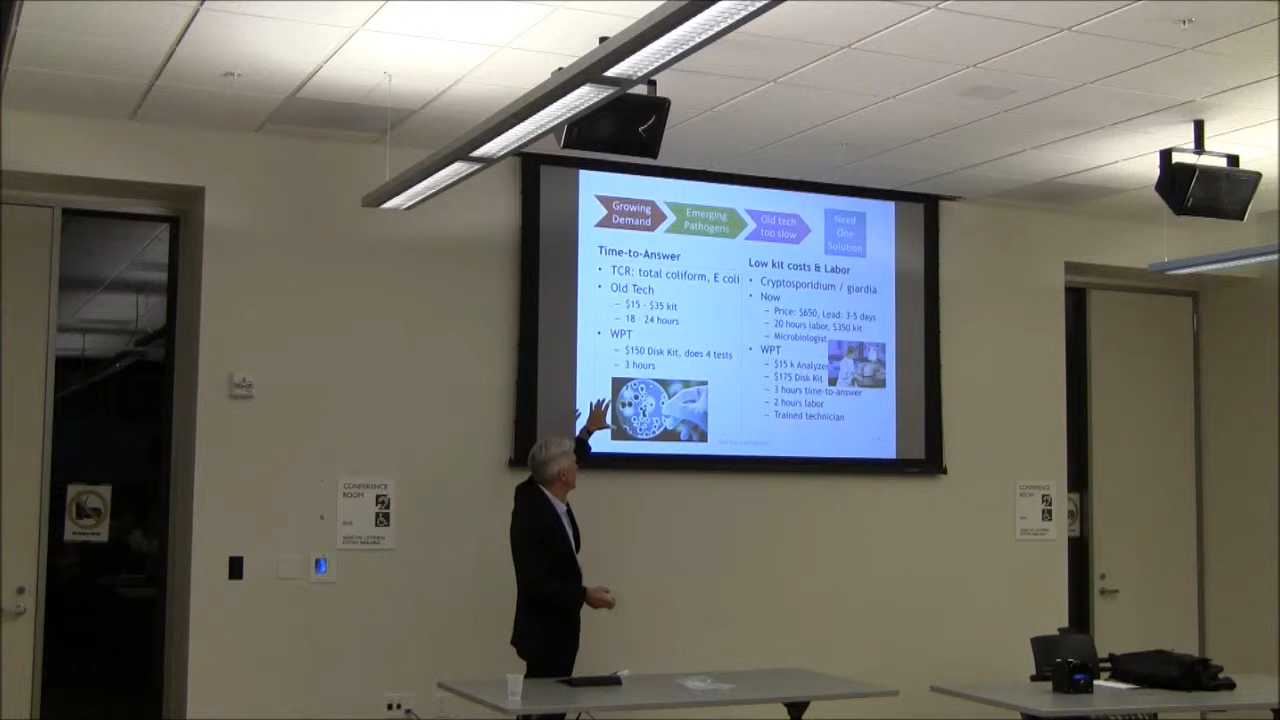 Growing
Demand
Emerging
Pathogens
Old tech
too slow
Need
One
Solution
Time-to-Answer
• TCR: total coliform, E coli
• Old Tech
– $15 - $35 kit
– 18 - 24 hours
• WPT
– $150 Disk Kit, does 4 tests
– 3 hours
Low kit costs & Labor
• Cryptosporidium / giardia
• Now
– Price: $650, Lead: 3-5 days
– 20 hours labor, $350 kit
– Microbiologist
• WPT
– $15 k Analyzer
– $175 Disk Kit
– 3 hours time-to-answer
– 2 hours labor
– Trained technician
CONFERENCE
ROOM
CONFERENCE
ROOM